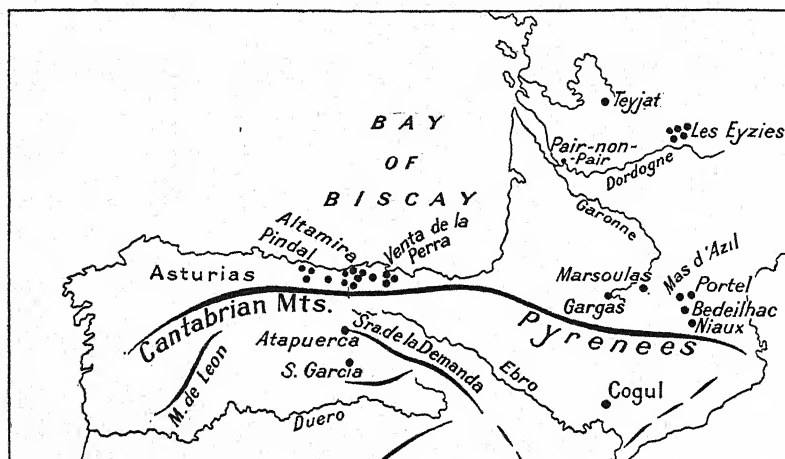 Teyjat
BAY
OF
BISCAY
Les Eyzies
Pair-non-
Pair
Dordogne
Garonne
Altamira
Pindal
Venta de la
Perra
Asturias
Mas d'Azil
Marsoulas
Portel
Gargas
Bedeilhac
Niaux
Cantabrian Mts.
Pyrenees
Atapuerca
Sra. de la Demanda
S. Garcia
M. de Leon
Ebro
Cogul
Duero